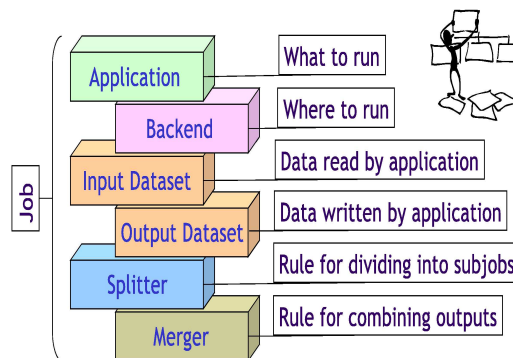 Job
Application
What to run
Backend
Where to run
Input Dataset
Data read by application
Output Dataset
Data written by application
Splitter
Rule for dividing into subjobs
Merger
Rule for combining outputs